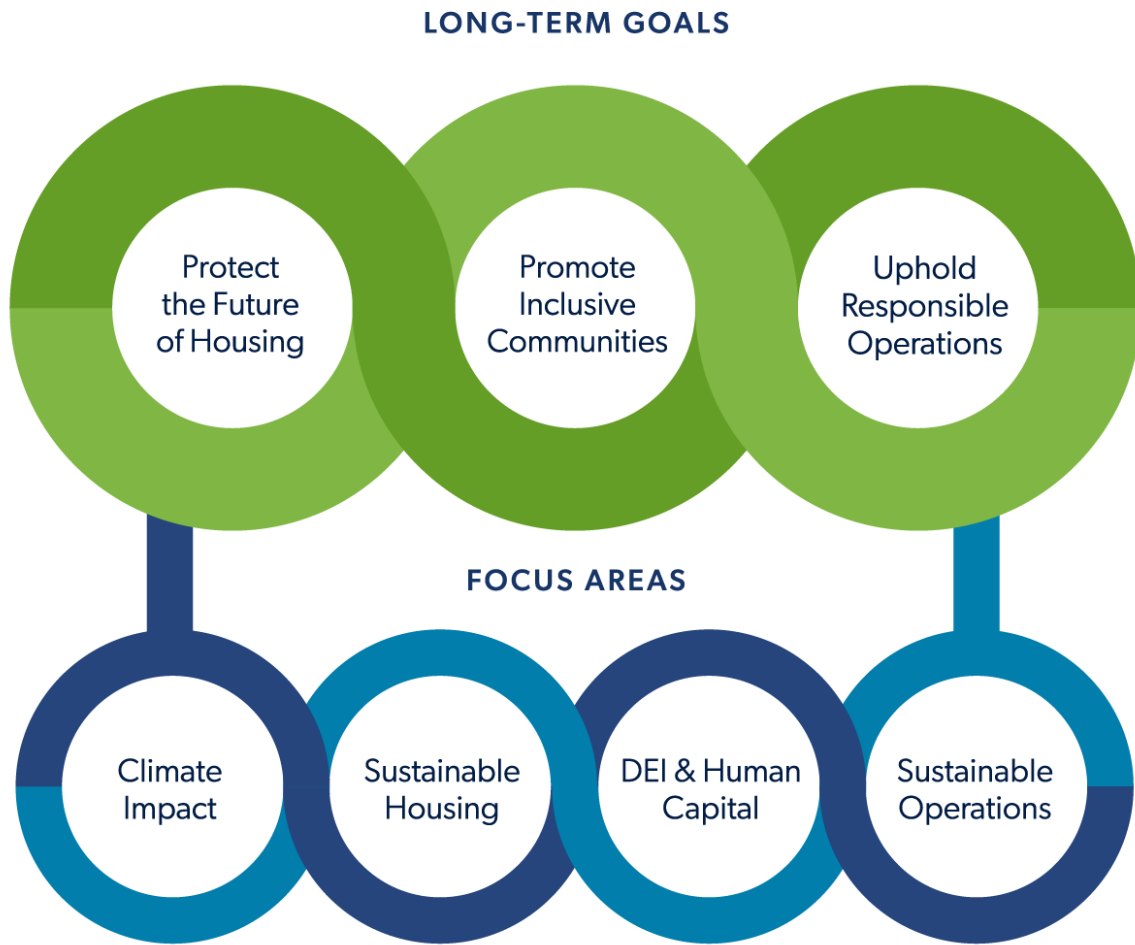 LONG-TERM GOALS
Protect
the Future
of Housing
Promote
Inclusive
Communities
Uphold
Responsible
Operations
FOCUS AREAS
Climate
Impact
Sustainable
Housing
DEI & Human
Capital
Sustainable
Operations